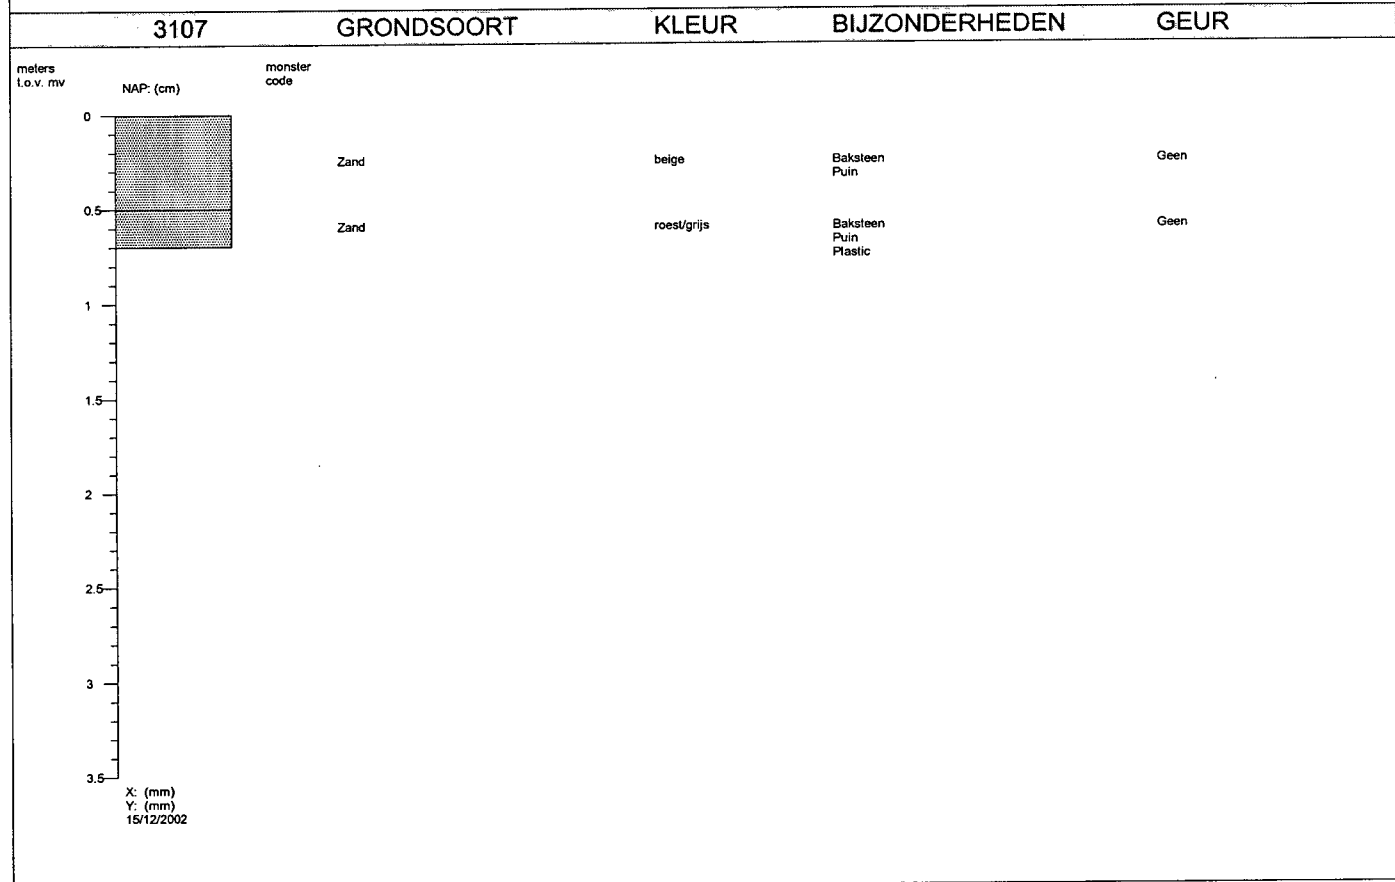 3107 GRONDSOORT KLEUR BIJZONDERHEDEN GEUR
meters
t.o.v. mv
NAP: (cm)
monster
code
0
Zand beige Baksteen Geen
Puin
0.5
Zand roest/grijs Baksteen Geen
Puin
Plastic
1
1.5
2
2.5
3
3.5
X: (mm)
Y: (mm)
15/12/2002